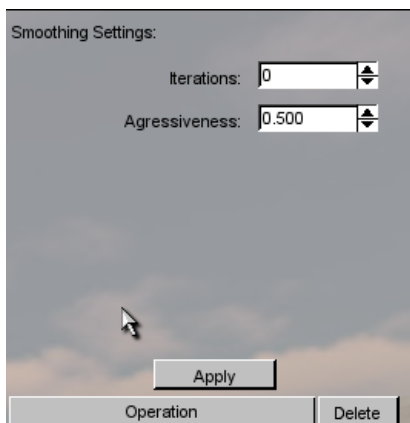 Smoothing Settings:
Iterations: 0
Agressiveness: 0.500
Apply
Operation Delete